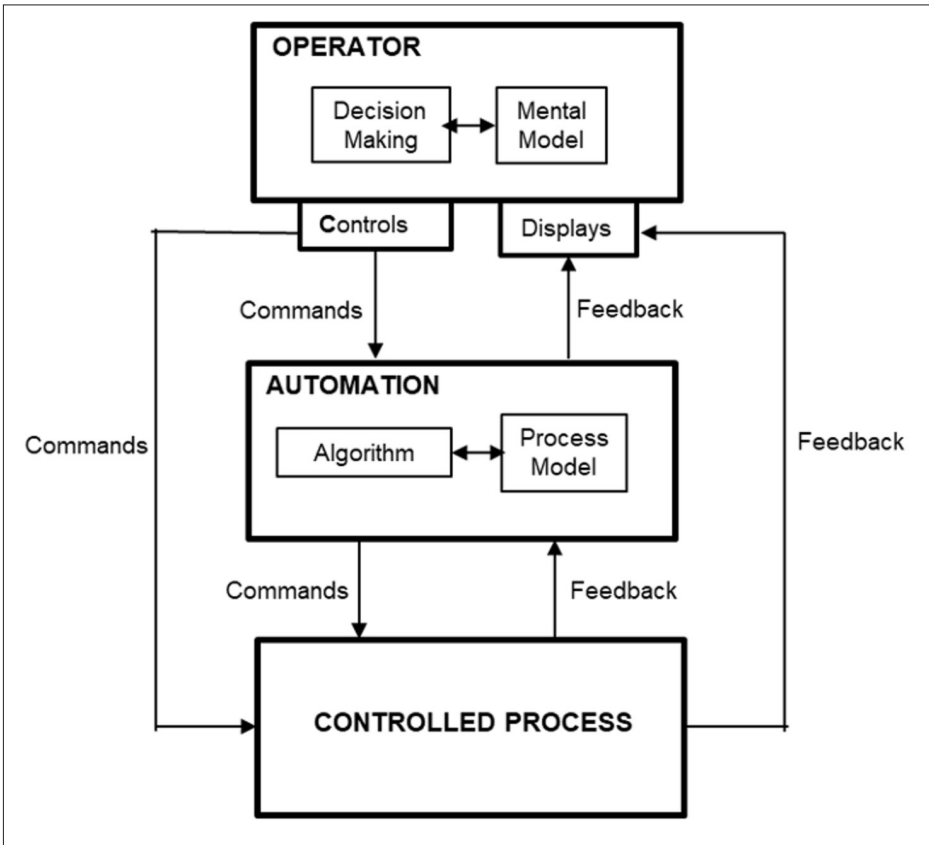 OPERATOR
Decision
Making
Mental
Model
Controls
Displays
Commands
Feedback
AUTOMATION
Algorithm
Process
Model
Commands
Feedback
Commands
Feedback
CONTROLLED PROCESS